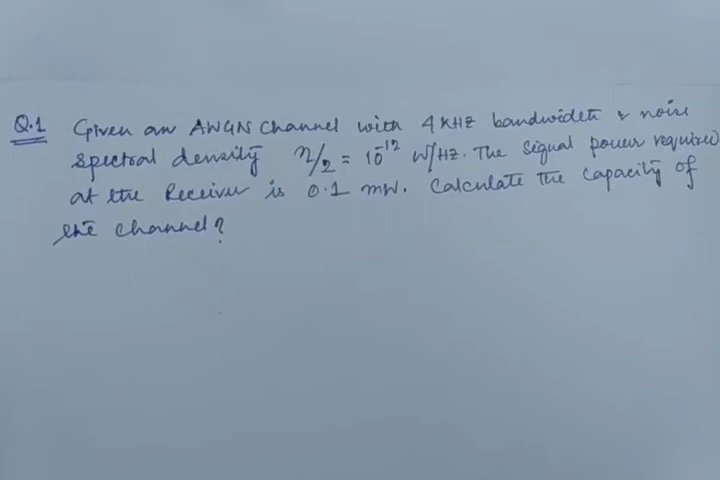 Q.1 Given an AWGN Channel with 4 KHZ bandwidth & noise
spectral density η/2 = 10⁻¹² W/HZ. The signal power required
at the Receiver is 0.1 mW. Calculate the capacity of
the channel?